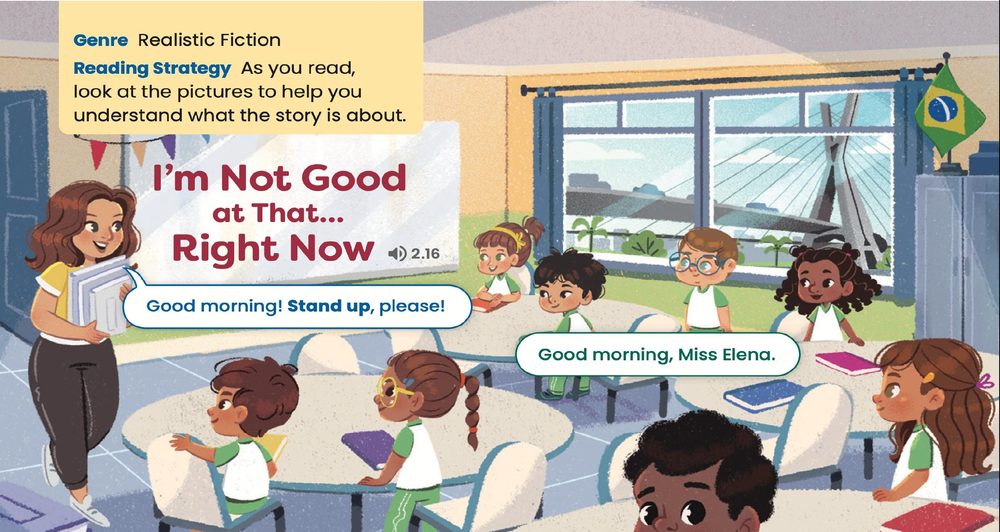 Genre Realistic Fiction
Reading Strategy As you read,
look at the pictures to help you
understand what the story is about.
I'm Not Good
at That...
Right Now
2.16
Good morning! Stand up, please!
Good morning, Miss Elena.